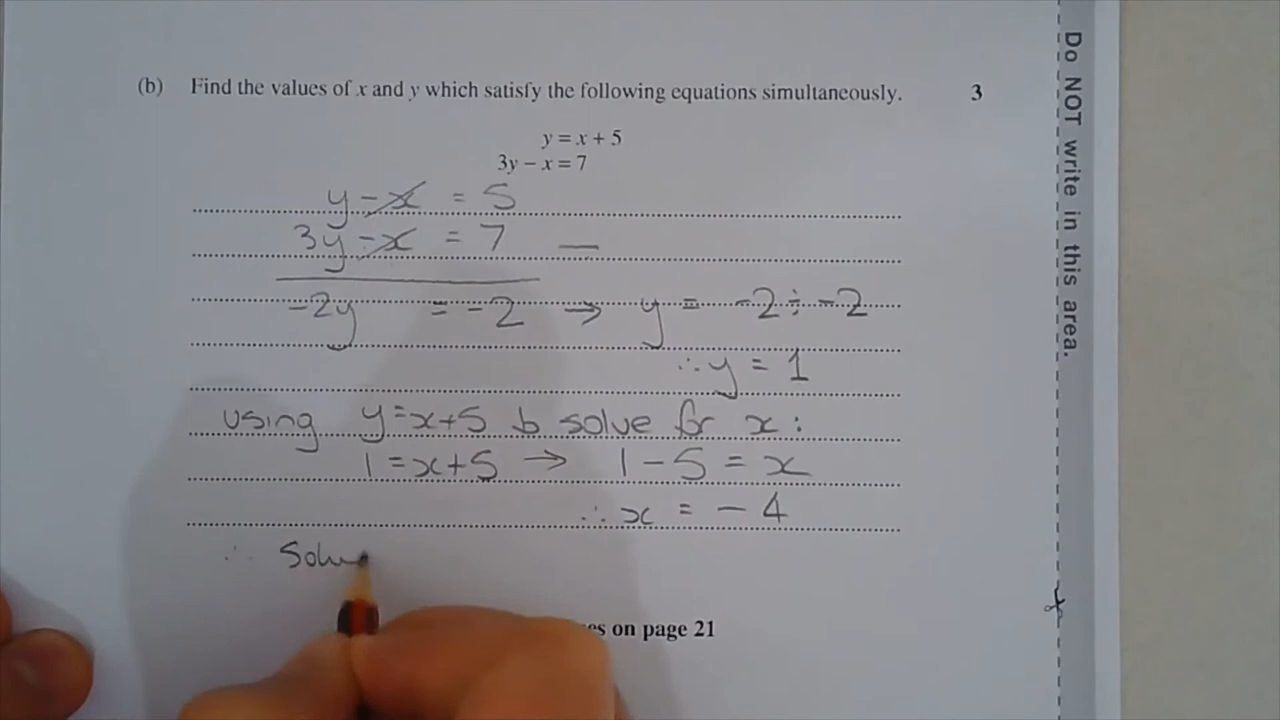 (b) Find the values of x and y which satisfy the following equations simultaneously. 3
y = x + 5
3y − x = 7
y - x = 5
3y - x = 7 —
-2y = -2 → y = -2 ÷ -2
∴ y = 1
using y=x+5 b solve for x :
1 = x+5 → 1 - 5 = x
∴ x = - 4
∴ Solu
on page 21
Do NOT write in this area.